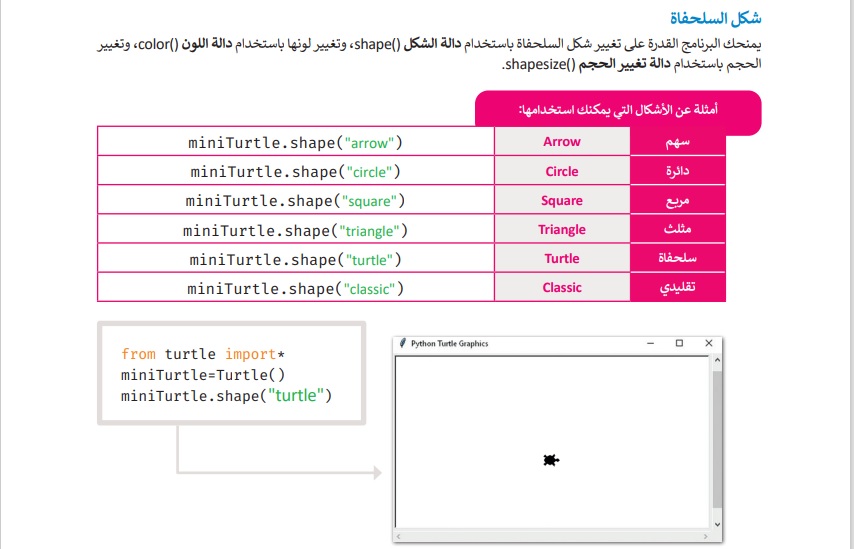 شكل السلحفاة
يمنحك البرنامج القدرة على تغيير شكل السلحفاة باستخدام دالة الشكل shape()، وتغيير لونها باستخدام دالة اللون color()، وتغيير
الحجم باستخدام دالة تغيير الحجم shapesize().
أمثلة عن الأشكال التي يمكنك استخدامها:
سهم Arrow miniTurtle.shape("arrow")
دائرة Circle miniTurtle.shape("circle")
مربع Square miniTurtle.shape("square")
مثلث Triangle miniTurtle.shape("triangle")
سلحفاة Turtle miniTurtle.shape("turtle")
تقليدي Classic miniTurtle.shape("classic")
from turtle import*
miniTurtle=Turtle()
miniTurtle.shape("turtle")
Python Turtle Graphics